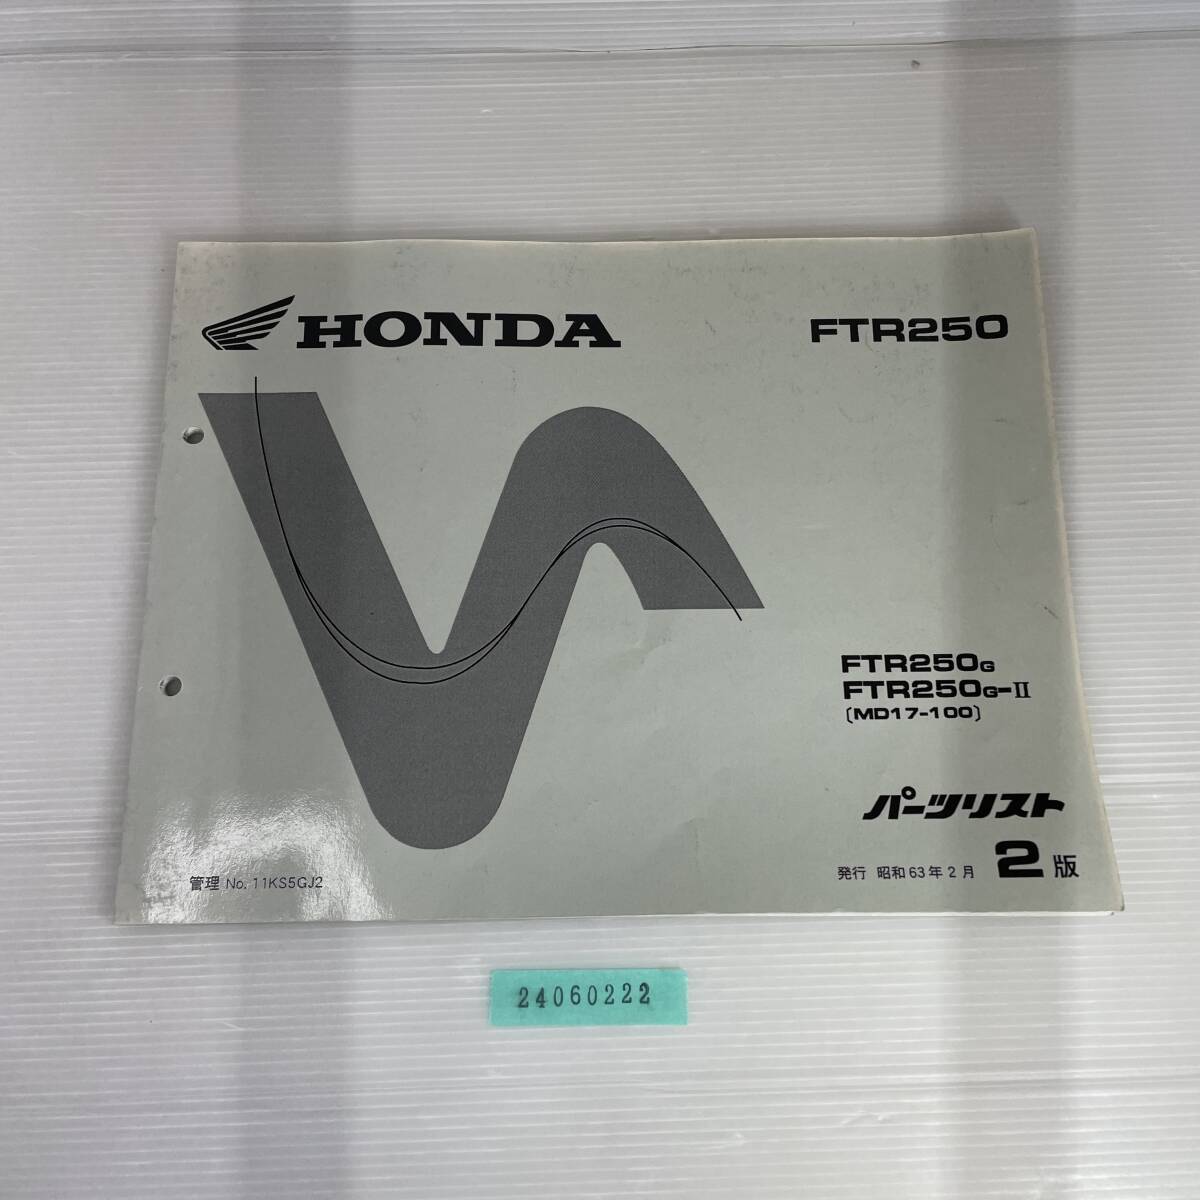 HONDA
FTR250
FTR250G
FTR250G-II
〔MD17-100〕
パーツリスト
発行 昭和63年2月 2版
管理 No. 11KS5GJ2
24060222